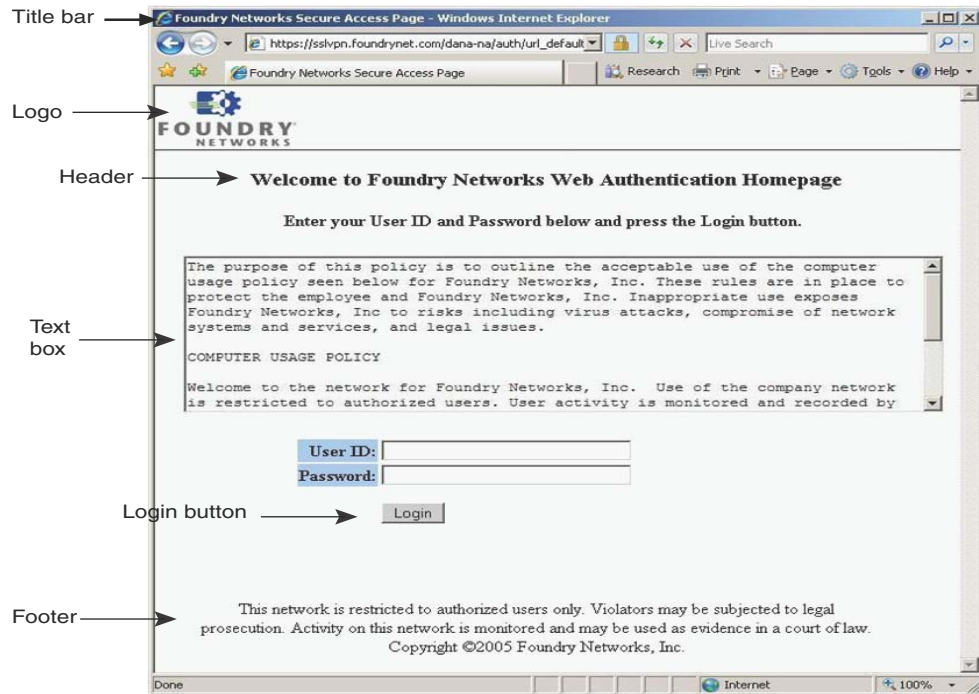 Title bar
Foundry Networks Secure Access Page - Windows Internet Explorer
https://sslvpn.foundrynet.com/dana-na/auth/url_default
Live Search
Foundry Networks Secure Access Page
Research Print Page Tools Help
Logo
FOUNDRY
NETWORKS
Header
Welcome to Foundry Networks Web Authentication Homepage
Enter your User ID and Password below and press the Login button.
Text
box
The purpose of this policy is to outline the acceptable use of the computer
usage policy seen below for Foundry Networks, Inc. These rules are in place to
protect the employee and Foundry Networks, Inc. Inappropriate use exposes
Foundry Networks, Inc to risks including virus attacks, compromise of network
systems and services, and legal issues.
COMPUTER USAGE POLICY
Welcome to the network for Foundry Networks, Inc.  Use of the company network
is restricted to authorized users. User activity is monitored and recorded by
User ID:
Password:
Login button
Login
Footer
This network is restricted to authorized users only. Violators may be subjected to legal
prosecution. Activity on this network is monitored and may be used as evidence in a court of law.
Copyright ©2005 Foundry Networks, Inc.
Done
Internet
100%